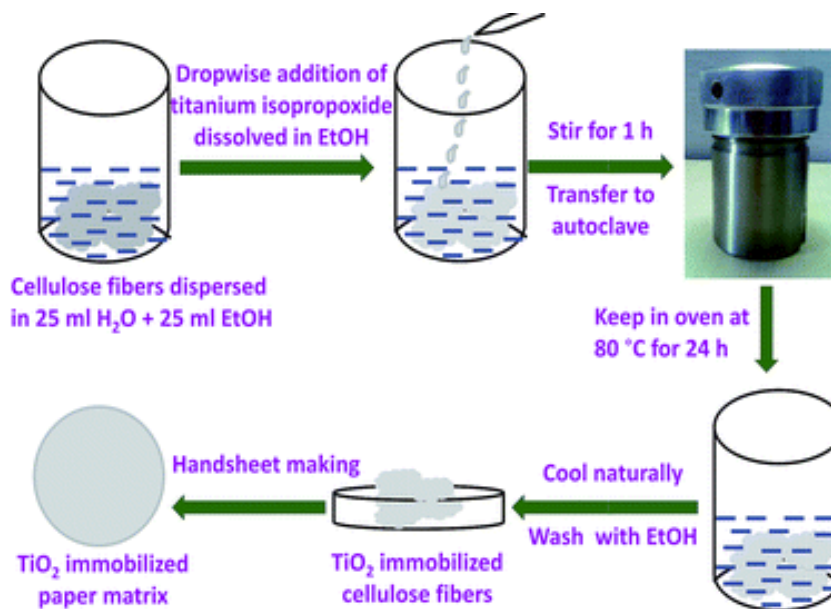 Dropwise addition of
titanium isopropoxide
dissolved in EtOH
Stir for 1 h
Transfer to
autoclave
Cellulose fibers dispersed
in 25 ml H₂O + 25 ml EtOH
Keep in oven at
80 °C for 24 h
Handsheet making
Cool naturally
Wash with EtOH
TiO₂ immobilized
paper matrix
TiO₂ immobilized
cellulose fibers